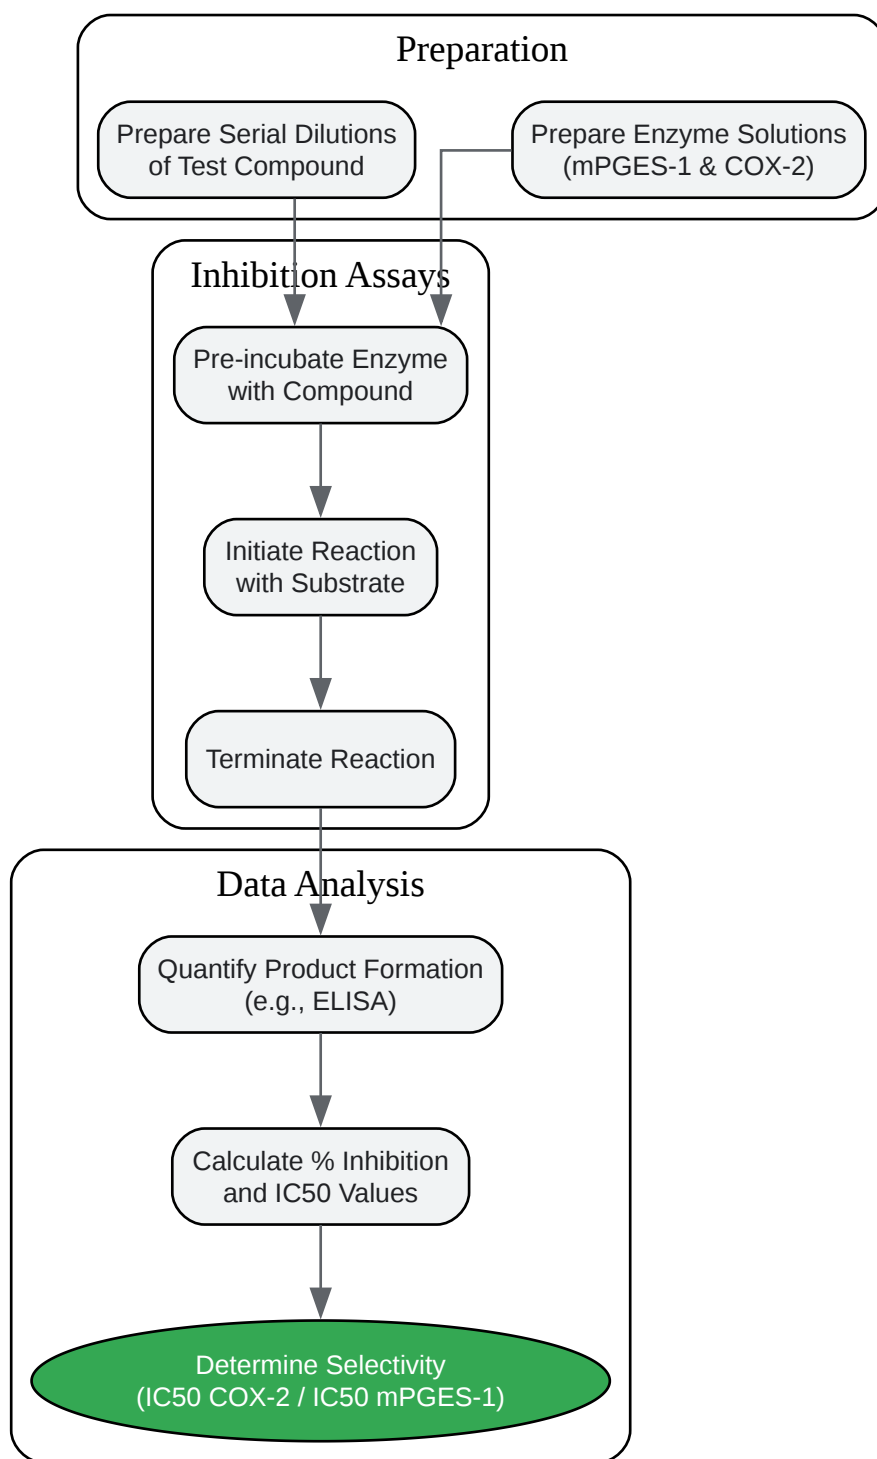 Preparation
Prepare Serial Dilutions
of Test Compound
Prepare Enzyme Solutions
(mPGES-1 & COX-2)
Inhibition Assays
Pre-incubate Enzyme
with Compound
Initiate Reaction
with Substrate
Terminate Reaction
Data Analysis
Quantify Product Formation
(e.g., ELISA)
Calculate % Inhibition
and IC50 Values
Determine Selectivity
(IC50 COX-2 / IC50 mPGES-1)